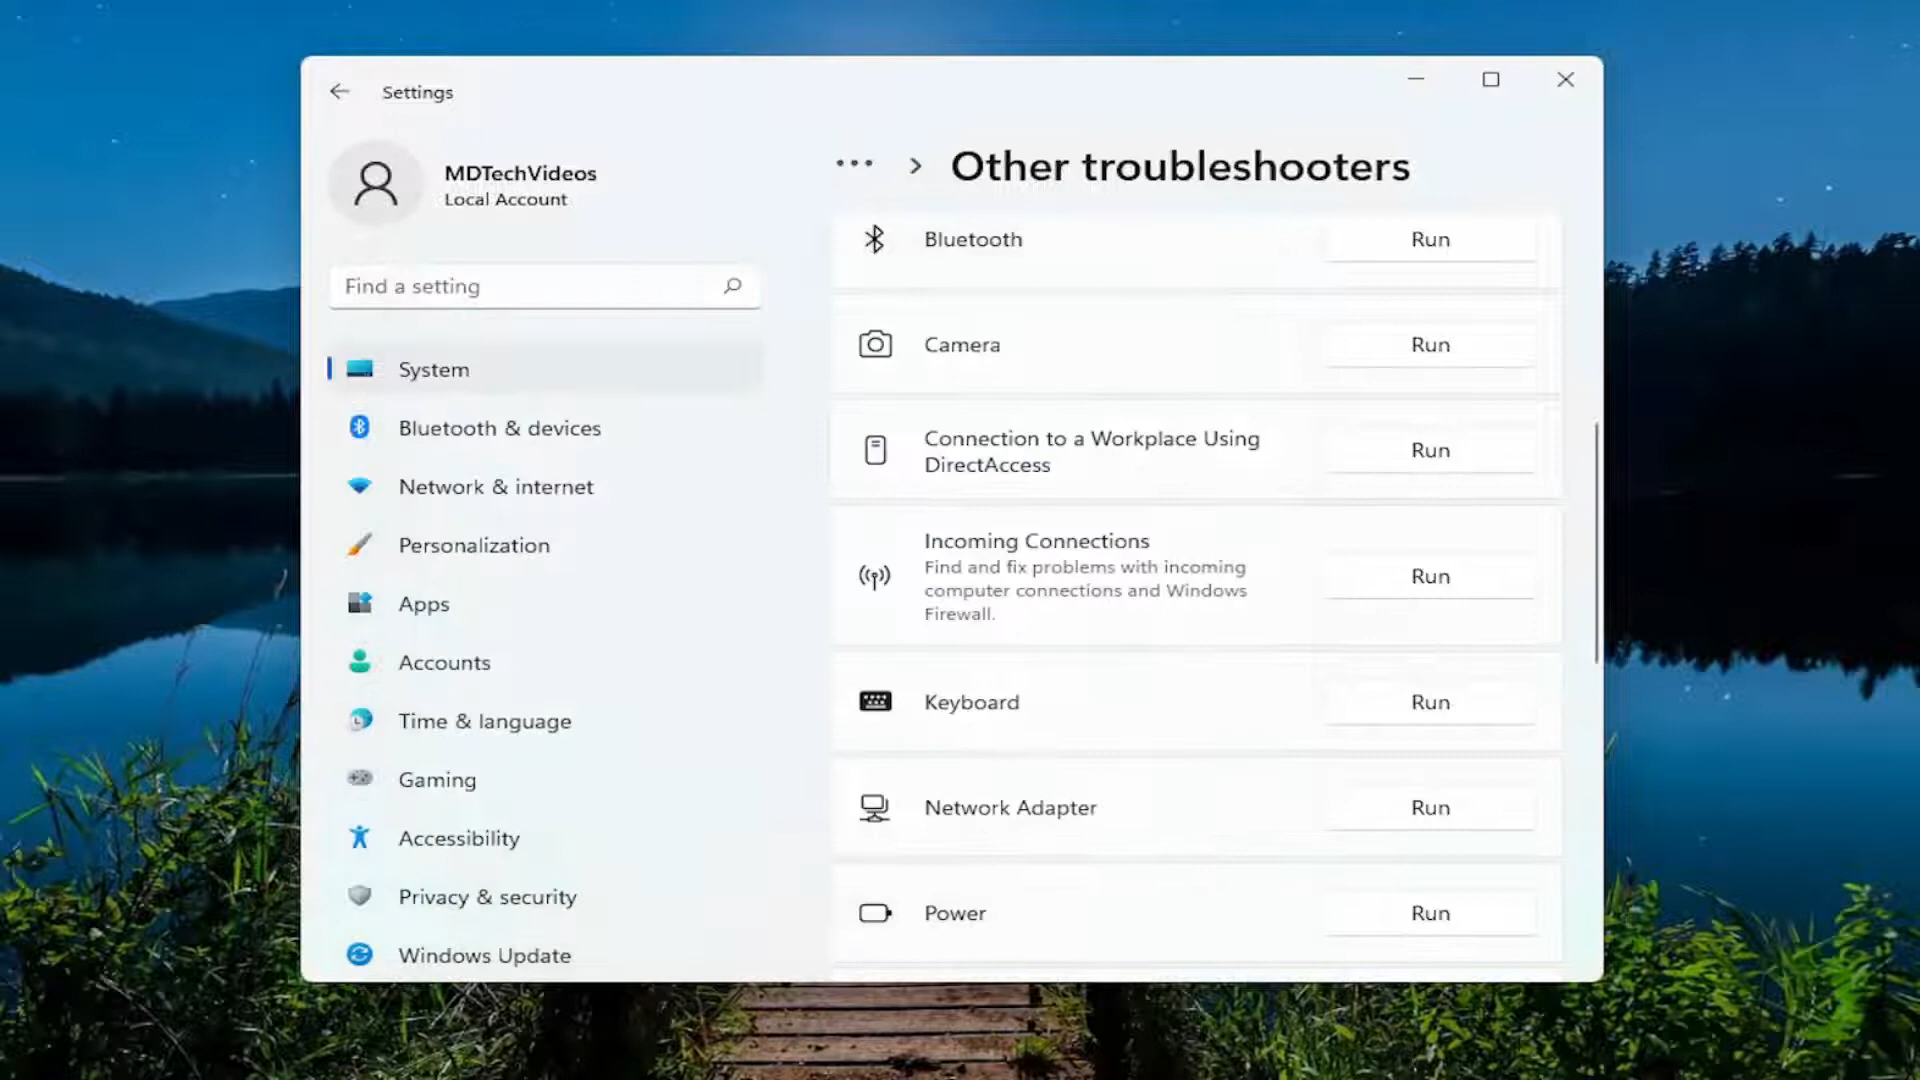 Settings
MDTechVideos
Local Account
Find a setting
System
Bluetooth & devices
Network & internet
Personalization
Apps
Accounts
Time & language
Gaming
Accessibility
Privacy & security
Windows Update
... > Other troubleshooters
Bluetooth Run
Camera Run
Connection to a Workplace Using
DirectAccess
Run
Incoming Connections
Find and fix problems with incoming
computer connections and Windows
Firewall.
Run
Keyboard Run
Network Adapter Run
Power Run